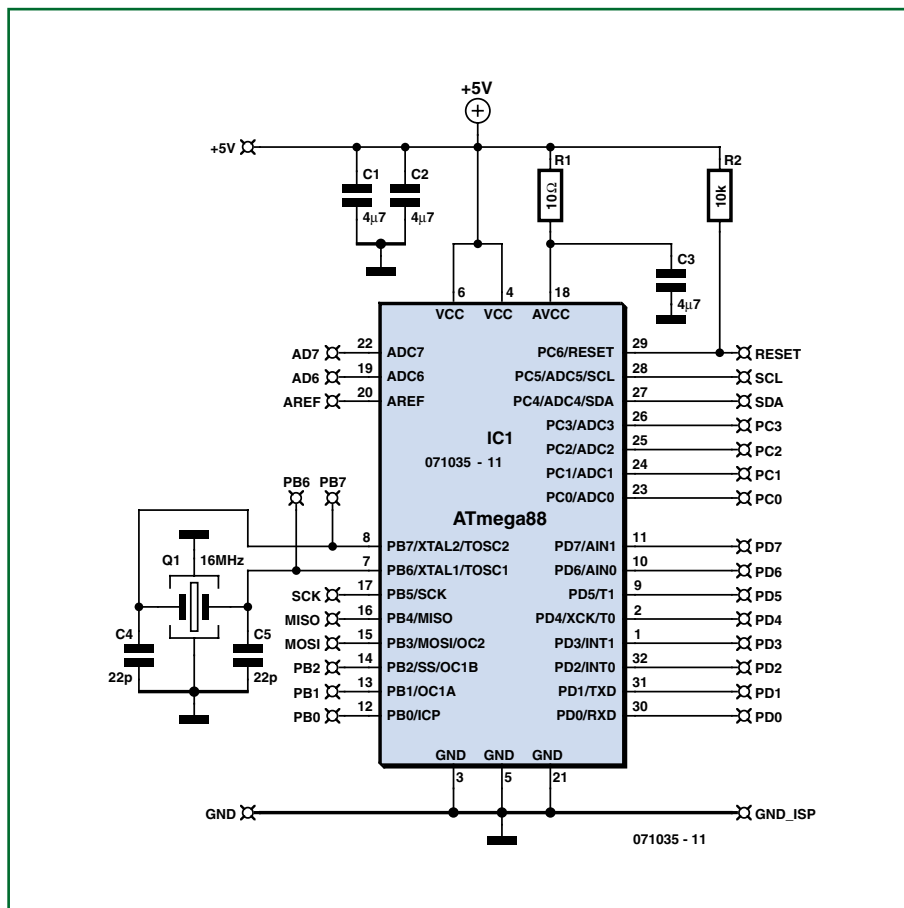 +5V
+5V
R1
R2
C1
C2
10Ω
10k
4µ7
4µ7
C3
4µ7
6
4
18
VCC
VCC
AVCC
AD7
22
ADC7
PC6/RESET
29
RESET
AD6
19
ADC6
PC5/ADC5/SCL
28
SCL
AREF
20
AREF
PC4/ADC4/SDA
27
SDA
PC3/ADC3
26
PC3
IC1
PC2/ADC2
25
PC2
071035 - 11
PC1/ADC1
24
PC1
PB6
PB7
PC0/ADC0
23
PC0
ATmega88
8
PB7/XTAL2/TOSC2
PD7/AIN1
11
PD7
Q1
16MHz
7
PB6/XTAL1/TOSC1
PD6/AIN0
10
PD6
SCK
17
PB5/SCK
PD5/T1
9
PD5
MISO
16
PB4/MISO
PD4/XCK/T0
2
PD4
C4
C5
MOSI
15
PB3/MOSI/OC2
PD3/INT1
1
PD3
22p
22p
PB2
14
PB2/SS/OC1B
PD2/INT0
32
PD2
PB1
13
PB1/OC1A
PD1/TXD
31
PD1
PB0
12
PB0/ICP
PD0/RXD
30
PD0
GND
GND
GND
3
5
21
GND
GND_ISP
071035 - 11